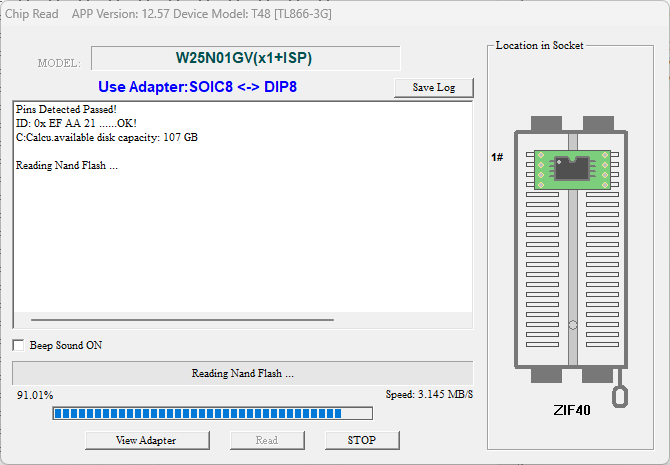 Chip Read    APP Version: 12.57 Device Model: T48 [TL866-3G]
MODEL:
W25N01GV(x1+ISP)
Use Adapter:SOIC8 <-> DIP8
Save Log
Pins Detected Passed!
ID: 0x EF AA 21 ......OK!
C:Calcu.available disk capacity: 107 GB
Reading Nand Flash ...
Beep Sound ON
Reading Nand Flash ...
91.01%
Speed: 3.145 MB/S
View Adapter
Read
STOP
Location in Socket
1#
ZIF40